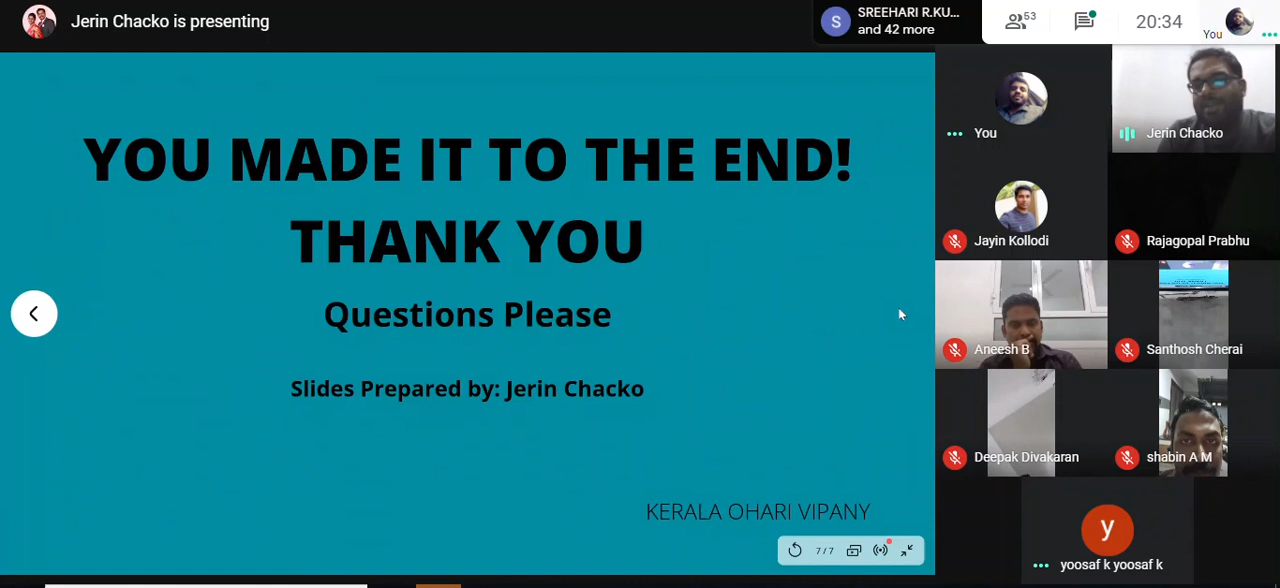 Jerin Chacko is presenting
S
SREEHARI R.KU...
and 42 more
53
20:34
You
YOU MADE IT TO THE END!
THANK YOU
Questions Please
Slides Prepared by: Jerin Chacko
KERALA OHARI VIPANY
7/7
You
Jerin Chacko
Jayin Kollodi
Rajagopal Prabhu
Aneesh B
Santhosh Cherai
Deepak Divakaran
shabin A M
y
yoosaf k yoosaf k